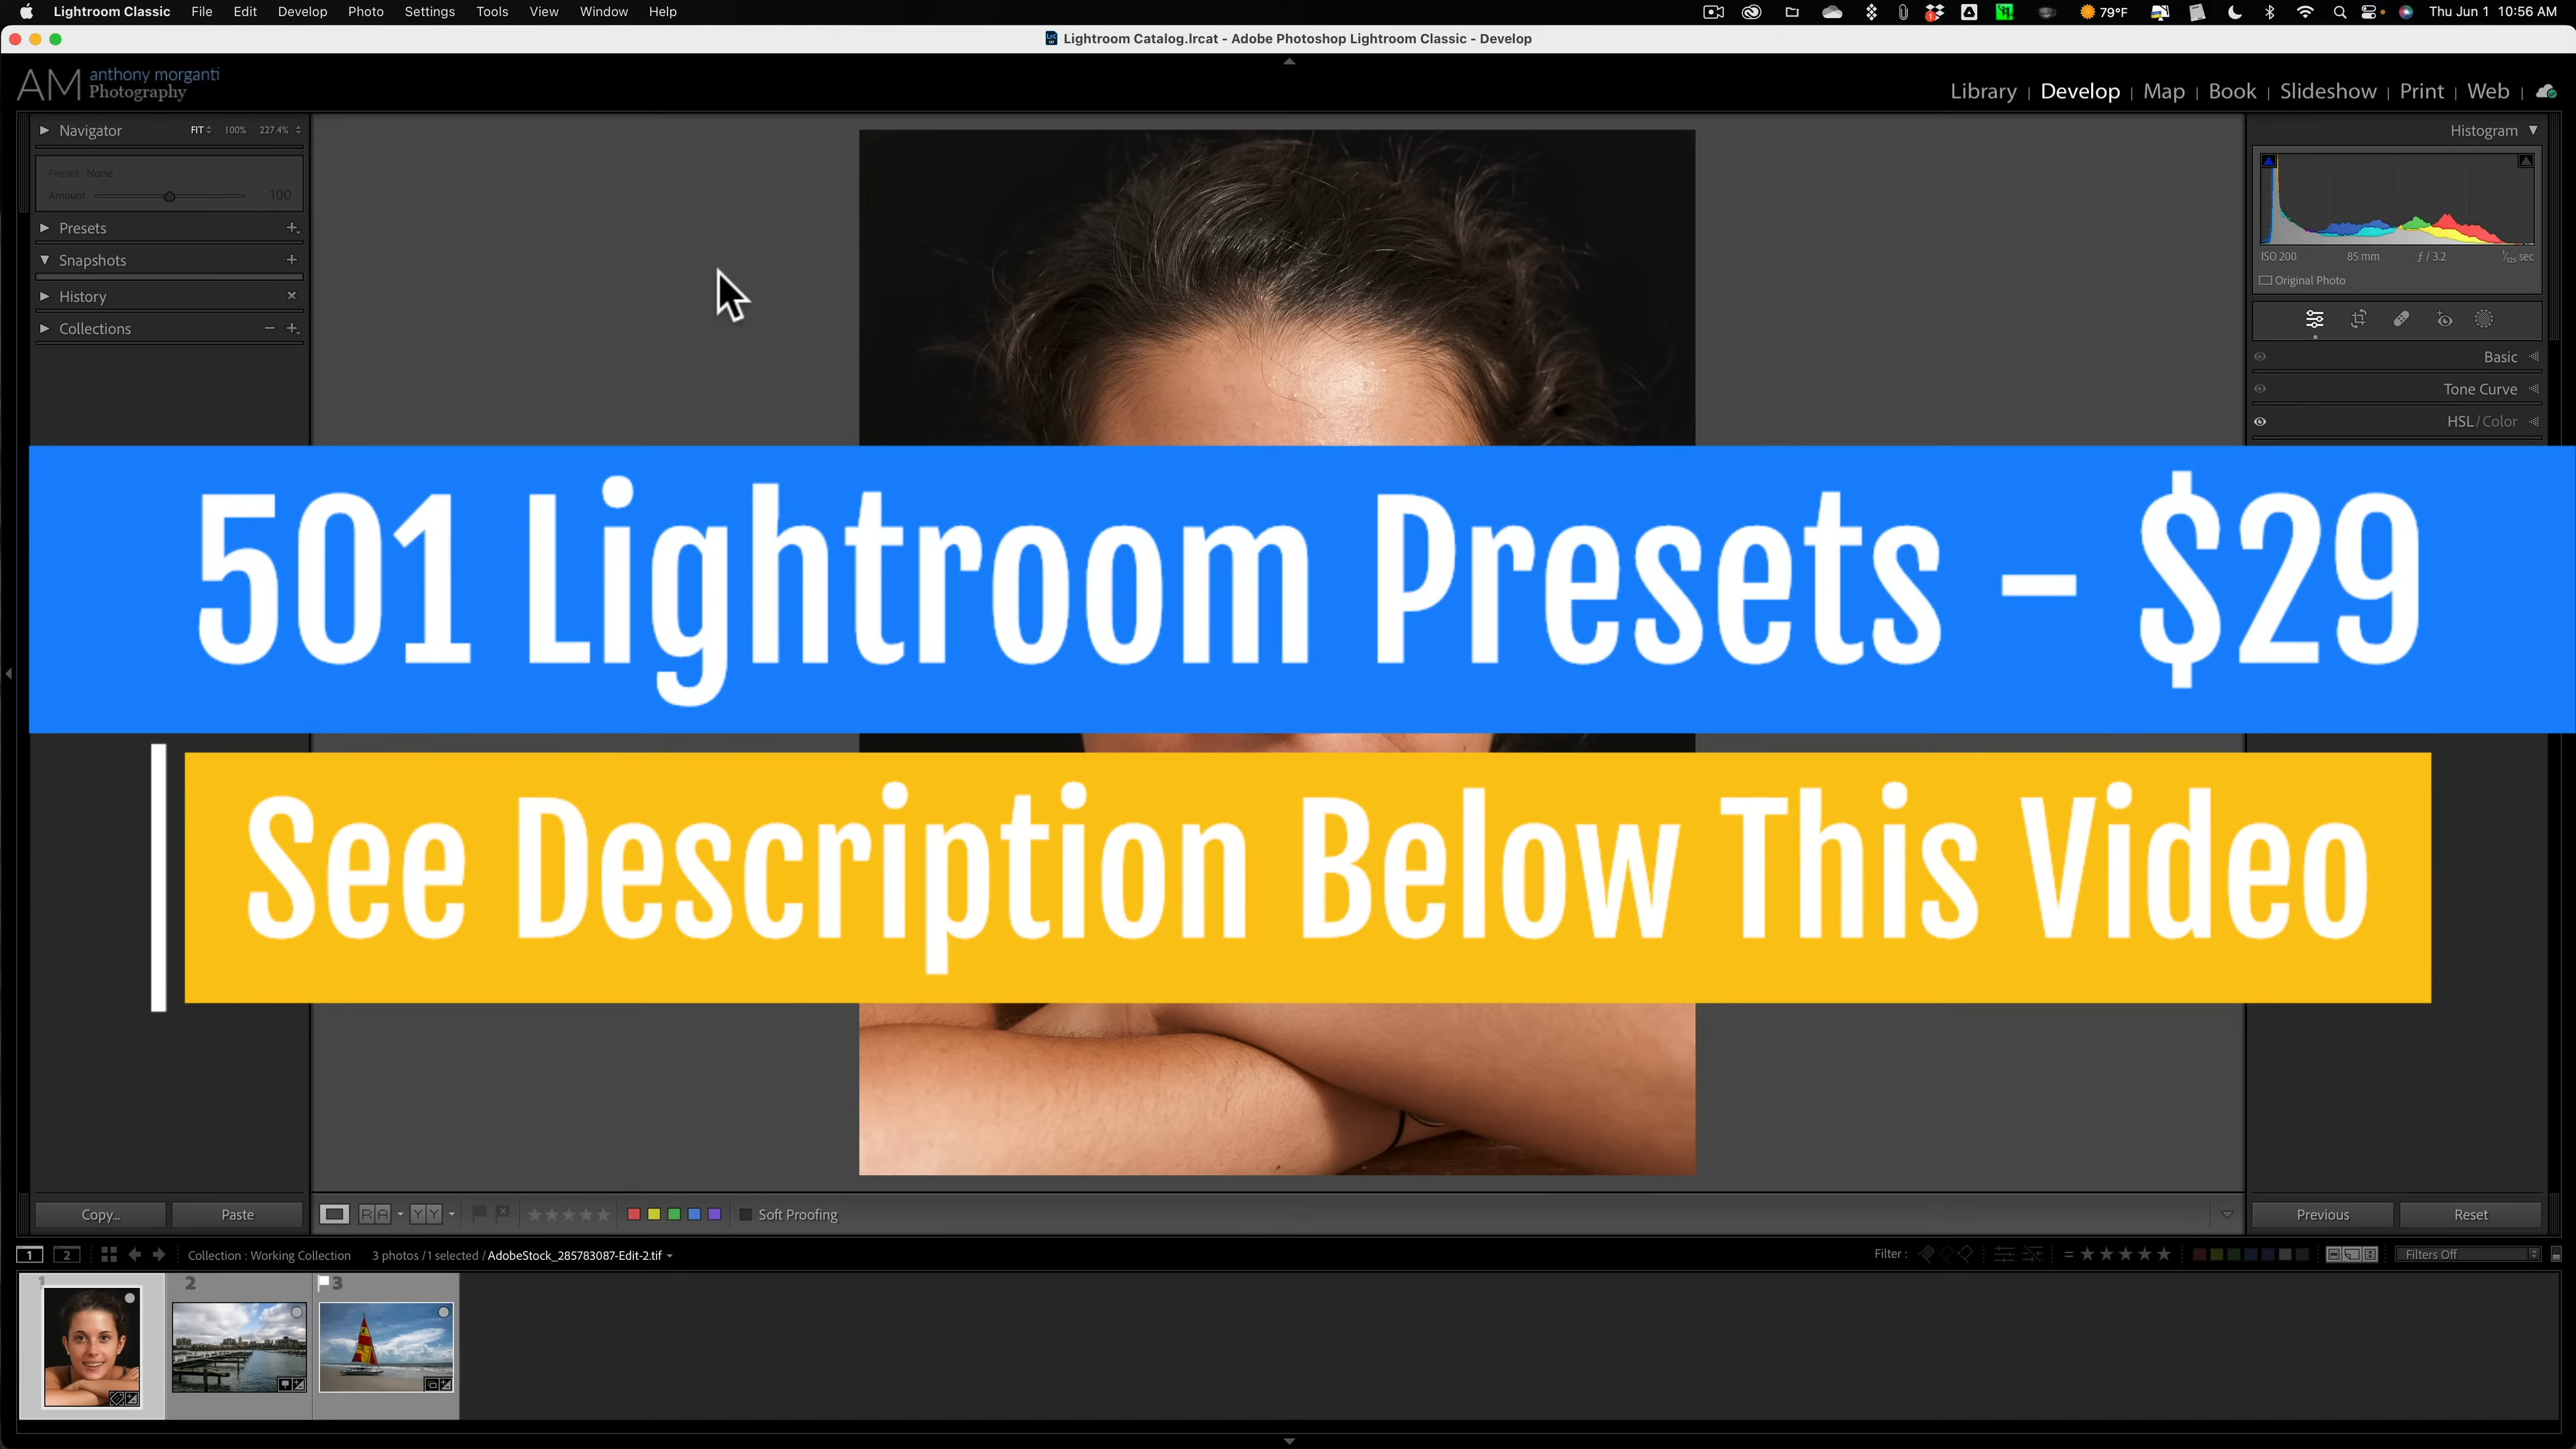 Lightroom Classic File Edit Develop Photo Settings Tools View Window Help 79°F Thu Jun 1 10:56 AM
Lightroom Catalog.lrcat - Adobe Photoshop Lightroom Classic - Develop
AM anthony morganti
Photography
Library | Develop | Map | Book | Slideshow | Print | Web |
Navigator FIT 100% 227.4%
Histogram
Preset : None
Amount 100
Presets
Snapshots
History
Collections
ISO 200 85 mm ƒ / 3.2 1/125 sec
Original Photo
Basic
Tone Curve
HSL / Color
501 Lightroom Presets - $29
See Description Below This Video
Copy... Paste
RA YY Soft Proofing
Previous Reset
1 2 Collection : Working Collection 3 photos / 1 selected / AdobeStock_285783087-Edit-2.tif
Filter : Filters Off
1 2 3